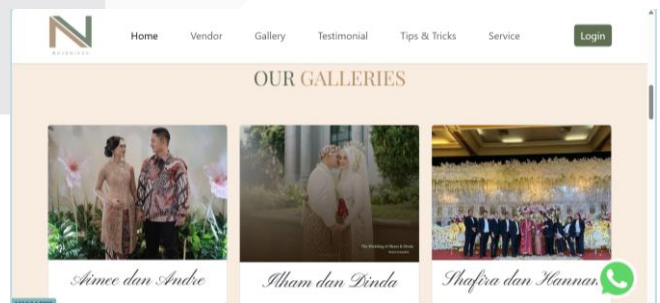 N
Home Vendor Gallery Testimonial Tips & Tricks Service Login
OUR GALLERIES
Aimee dan Andre Ilham dan Dinda Shafira dan Hannan